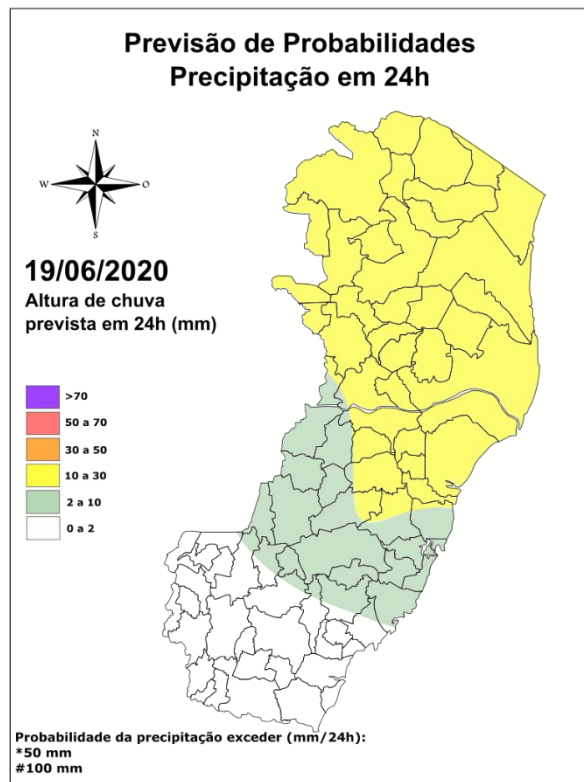 Previsão de Probabilidades
Precipitação em 24h
N
W
O
S
19/06/2020
Altura de chuva
prevista em 24h (mm)
>70
50 a 70
30 a 50
10 a 30
2 a 10
0 a 2
Probabilidade da precipitação exceder (mm/24h):
*50 mm
#100 mm